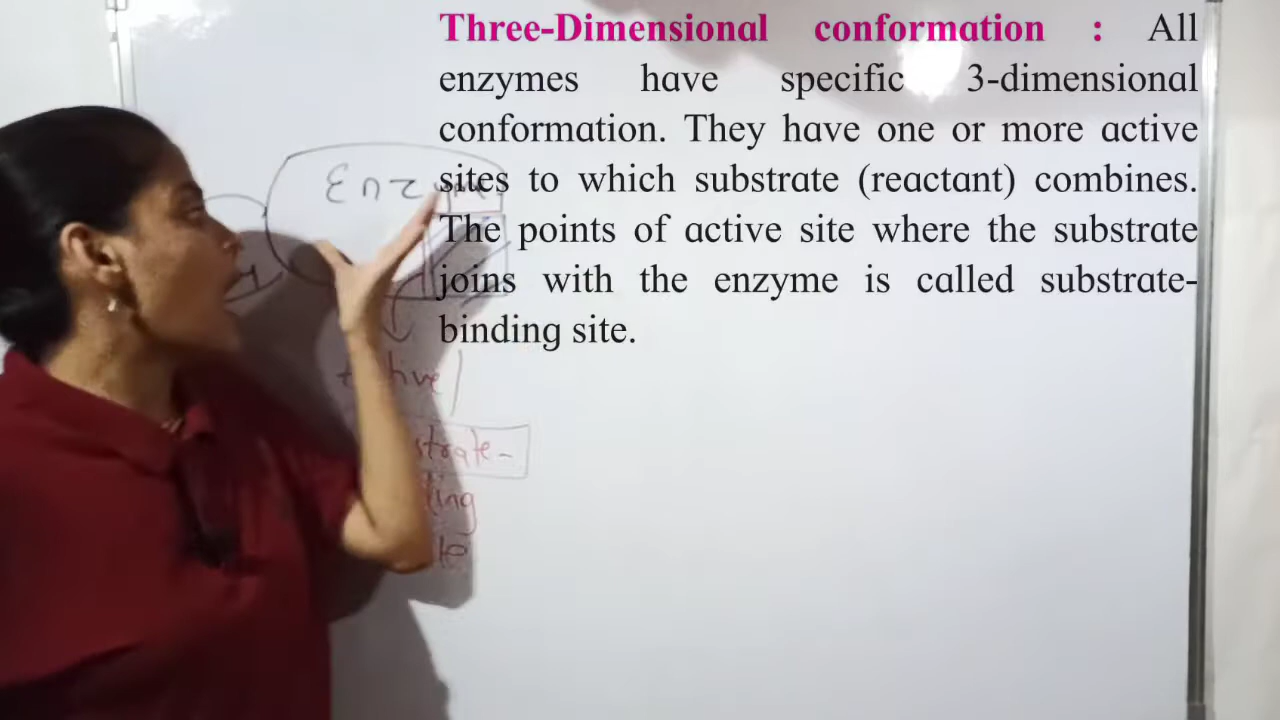 Three-Dimensional conformation : All
enzymes have specific 3-dimensional
conformation. They have one or more active
sites to which substrate (reactant) combines.
The points of active site where the substrate
joins with the enzyme is called substrate-
binding site.
Enz
strate-